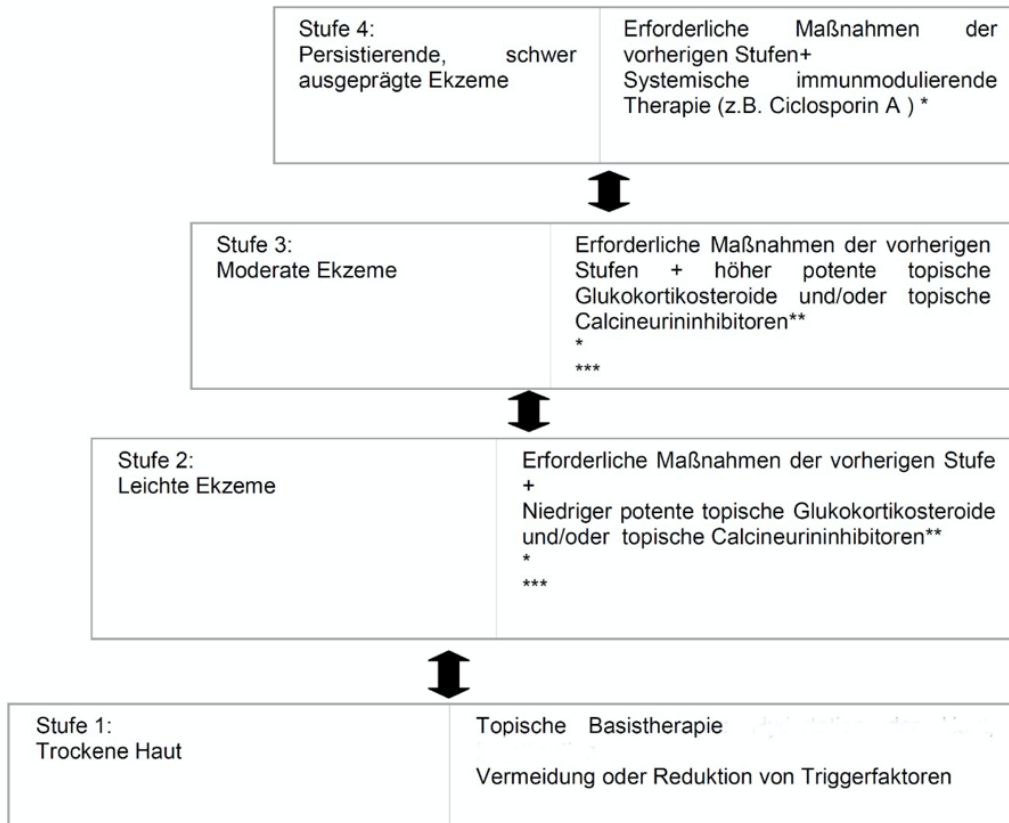 Stufe 4:
Persistierende, schwer
ausgeprägte Ekzeme
Erforderliche Maßnahmen der
vorherigen Stufen+
Systemische immunmodulierende
Therapie (z.B. Ciclosporin A ) *
Stufe 3:
Moderate Ekzeme
Erforderliche Maßnahmen der vorherigen
Stufen + höher potente topische
Glukokortikosteroide und/oder topische
Calcineurininhibitoren**
*
***
Stufe 2:
Leichte Ekzeme
Erforderliche Maßnahmen der vorherigen Stufe
+
Niedriger potente topische Glukokortikosteroide
und/oder topische Calcineurininhibitoren**
*
***
Stufe 1:
Trockene Haut
Topische Basistherapie
Vermeidung oder Reduktion von Triggerfaktoren